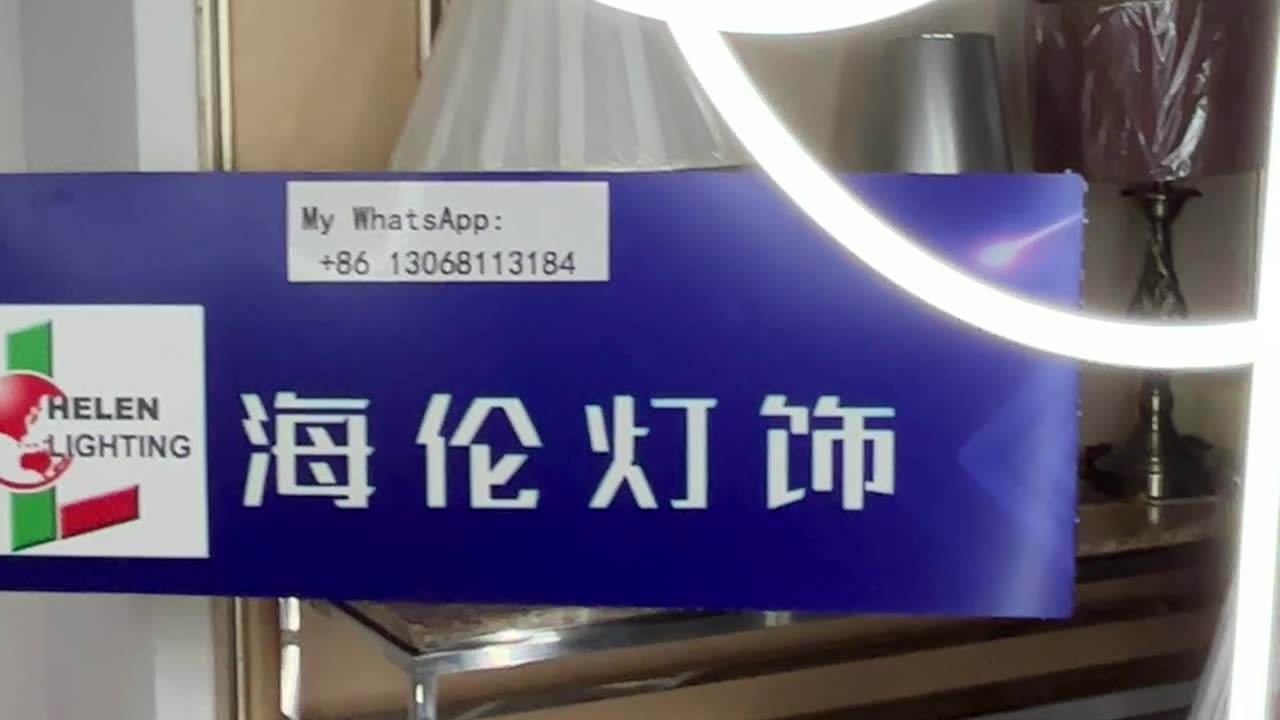 My WhatsApp:
+86 13068113184
HELEN
LIGHTING
海伦灯饰